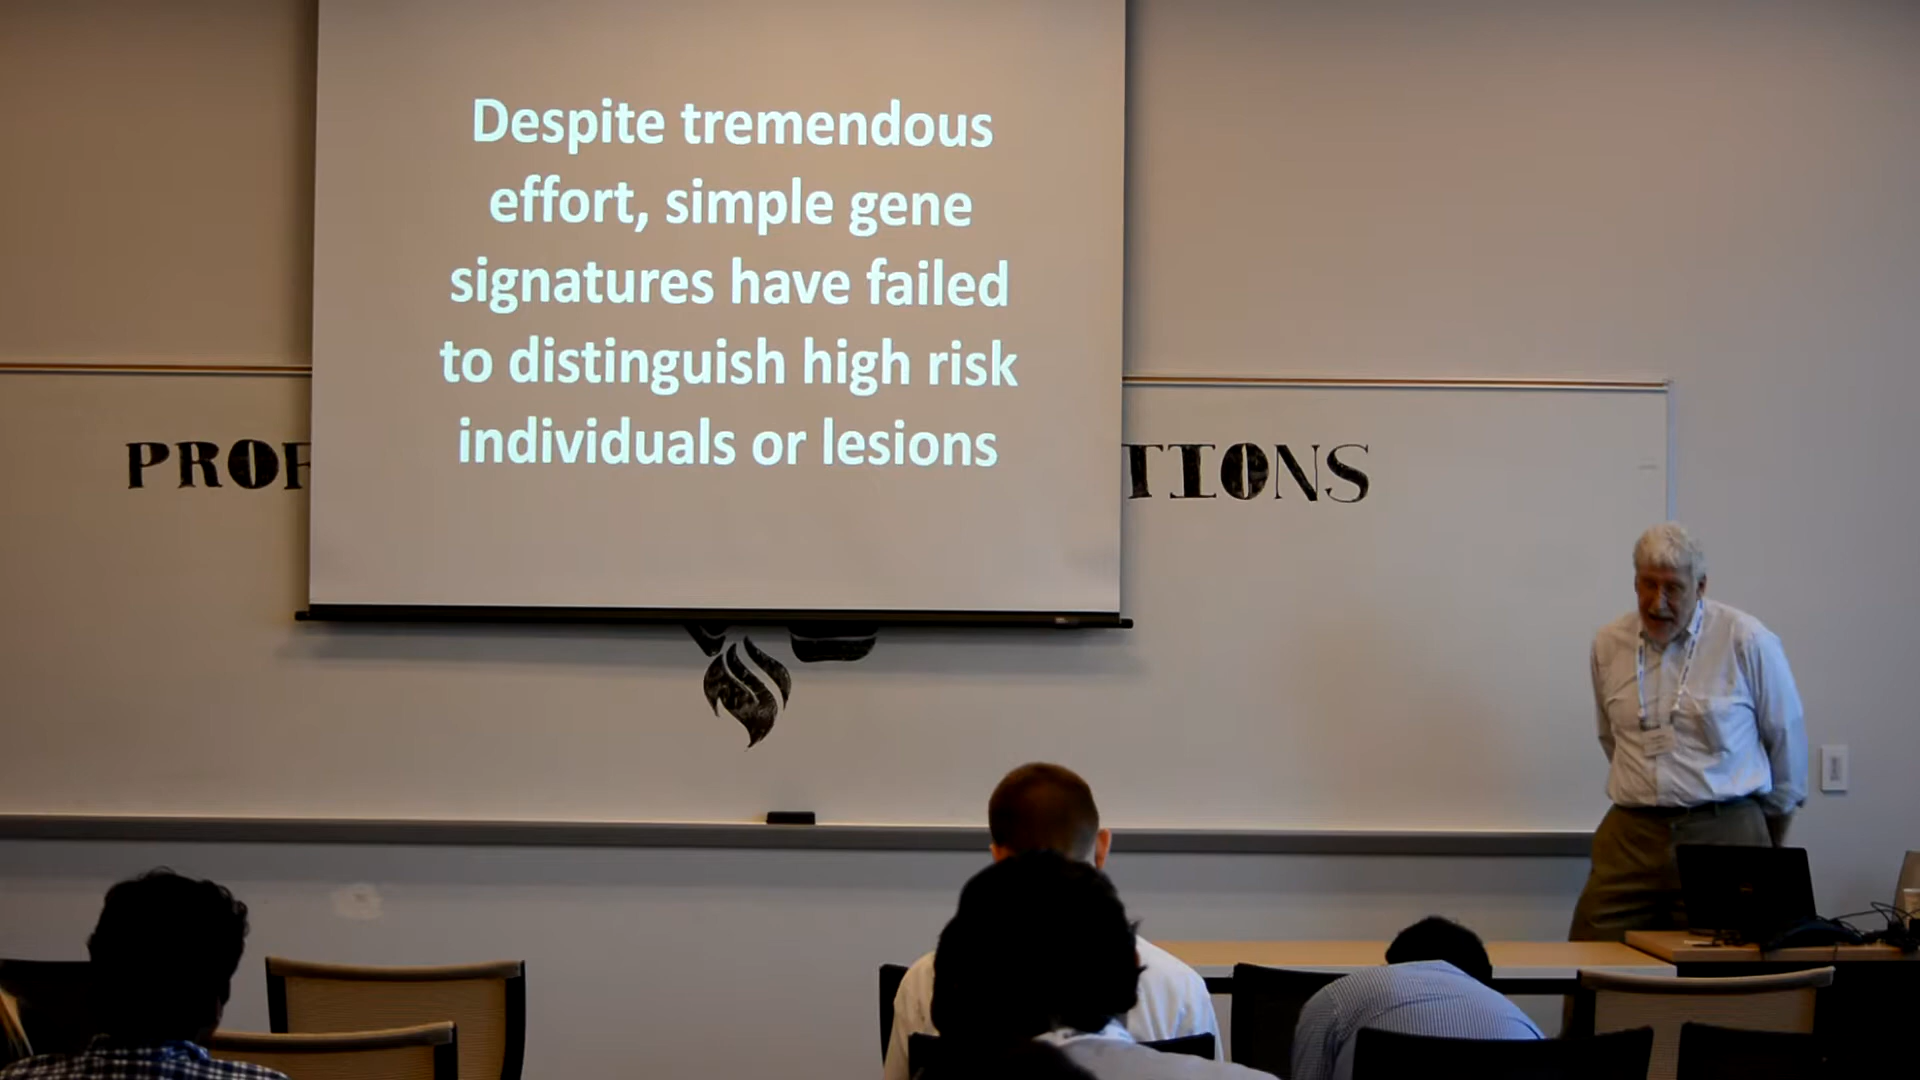 Despite tremendous
effort, simple gene
signatures have failed
to distinguish high risk
individuals or lesions
PROF
TIONS